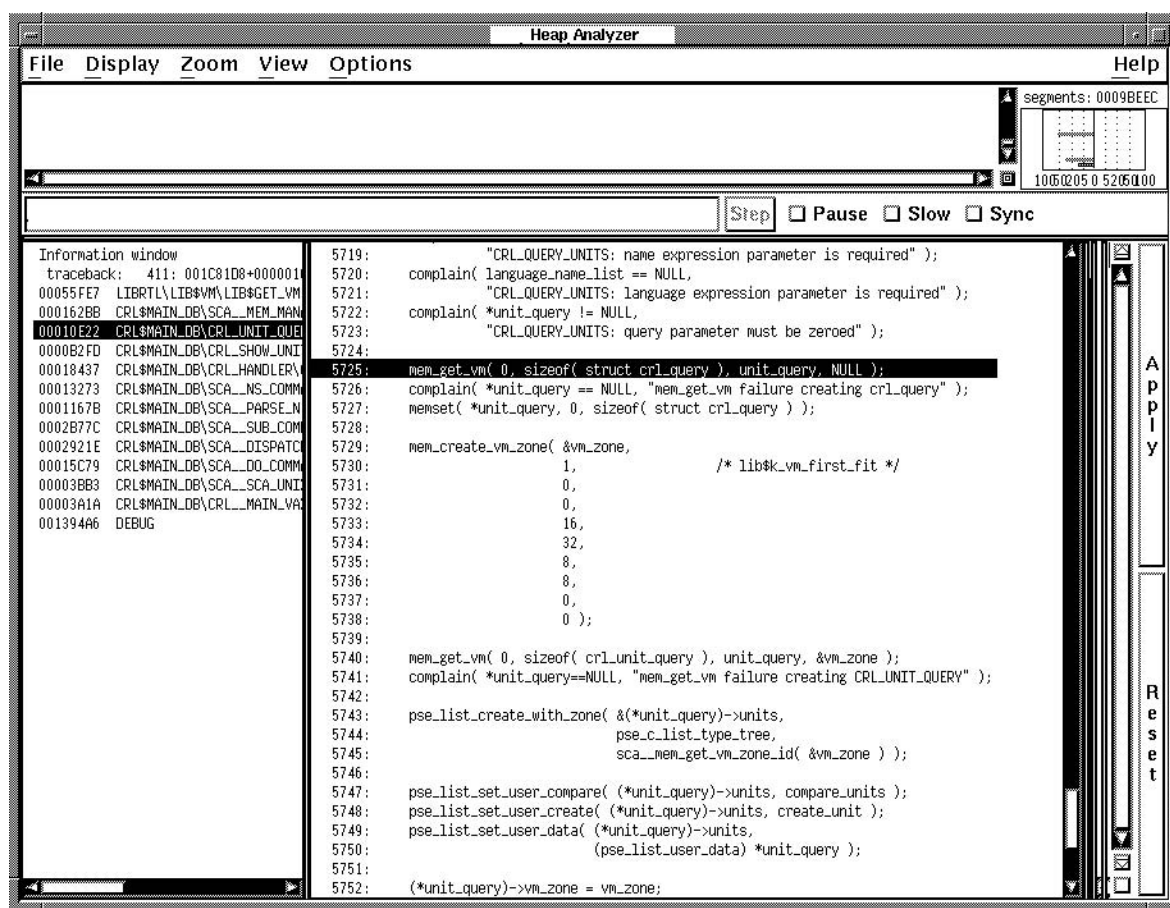 Heap Analyzer
File Display Zoom View Options Help
segments: 0009BEEC
Step Pause Slow Sync
Information window
traceback: 411: 001C81D8+000001
00055FE7 LIBRTL\LIB$VM\LIB$GET_VM
000162BB CRL$MAIN_DB\SCA__MEM_MAN
00010E22 CRL$MAIN_DB\CRL_UNIT_QUE
0000B2FD CRL$MAIN_DB\CRL_SHOW_UNI
00018437 CRL$MAIN_DB\CRL_HANDLER\
00013273 CRL$MAIN_DB\SCA__NS_COMM
0001167B CRL$MAIN_DB\SCA__PARSE_N
0002B77C CRL$MAIN_DB\SCA__SUB_COM
0002921E CRL$MAIN_DB\SCA__DISPATC
00015C79 CRL$MAIN_DB\SCA__DO_COMM
00003BB3 CRL$MAIN_DB\SCA__SCA_UNI
00003A1A CRL$MAIN_DB\CRL__MAIN_VA
001394A6 DEBUG
5719: "CRL_QUERY_UNITS: name expression parameter is required" );
5720: complain( language_name_list == NULL,
5721: "CRL_QUERY_UNITS: language expression parameter is required" );
5722: complain( *unit_query != NULL,
5723: "CRL_QUERY_UNITS: query parameter must be zeroed" );
5724:
5725: mem_get_vm( 0, sizeof( struct crl_query ), unit_query, NULL );
5726: complain( *unit_query == NULL, "mem_get_vm failure creating crl_query" );
5727: memset( *unit_query, 0, sizeof( struct crl_query ) );
5728:
5729: mem_create_vm_zone( &vm_zone,
5730: 1, /* lib$k_vm_first_fit */
5731: 0,
5732: 0,
5733: 16,
5734: 32,
5735: 8,
5736: 8,
5737: 0,
5738: 0 );
5739:
5740: mem_get_vm( 0, sizeof( crl_unit_query ), unit_query, &vm_zone );
5741: complain( *unit_query==NULL, "mem_get_vm failure creating CRL_UNIT_QUERY" );
5742:
5743: pse_list_create_with_zone( &(*unit_query)->units,
5744: pse_c_list_type_tree,
5745: sca__mem_get_vm_zone_id( &vm_zone ) );
5746:
5747: pse_list_set_user_compare( (*unit_query)->units, compare_units );
5748: pse_list_set_user_create( (*unit_query)->units, create_unit );
5749: pse_list_set_user_data( (*unit_query)->units,
5750: (pse_list_user_data) *unit_query );
5751:
5752: (*unit_query)->vm_zone = vm_zone;
Apply
Reset